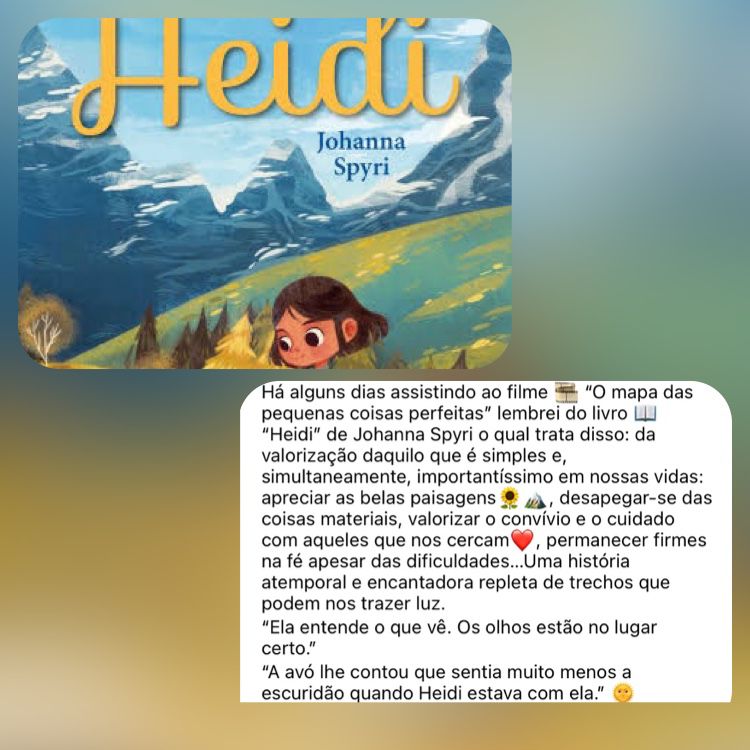 Heidi
Johanna
Spyri
Há alguns dias assistindo ao filme 🎞️ “O mapa das
pequenas coisas perfeitas” lembrei do livro 📖
“Heidi” de Johanna Spyri o qual trata disso: da
valorização daquilo que é simples e,
simultaneamente, importantíssimo em nossas vidas:
apreciar as belas paisagens🌻🏔️, desapegar-se das
coisas materiais, valorizar o convívio e o cuidado
com aqueles que nos cercam❤️, permanecer firmes
na fé apesar das dificuldades...Uma história
atemporal e encantadora repleta de trechos que
podem nos trazer luz.
“Ela entende o que vê. Os olhos estão no lugar
certo.”
“A avó lhe contou que sentia muito menos a
escuridão quando Heidi estava com ela.” 🌞